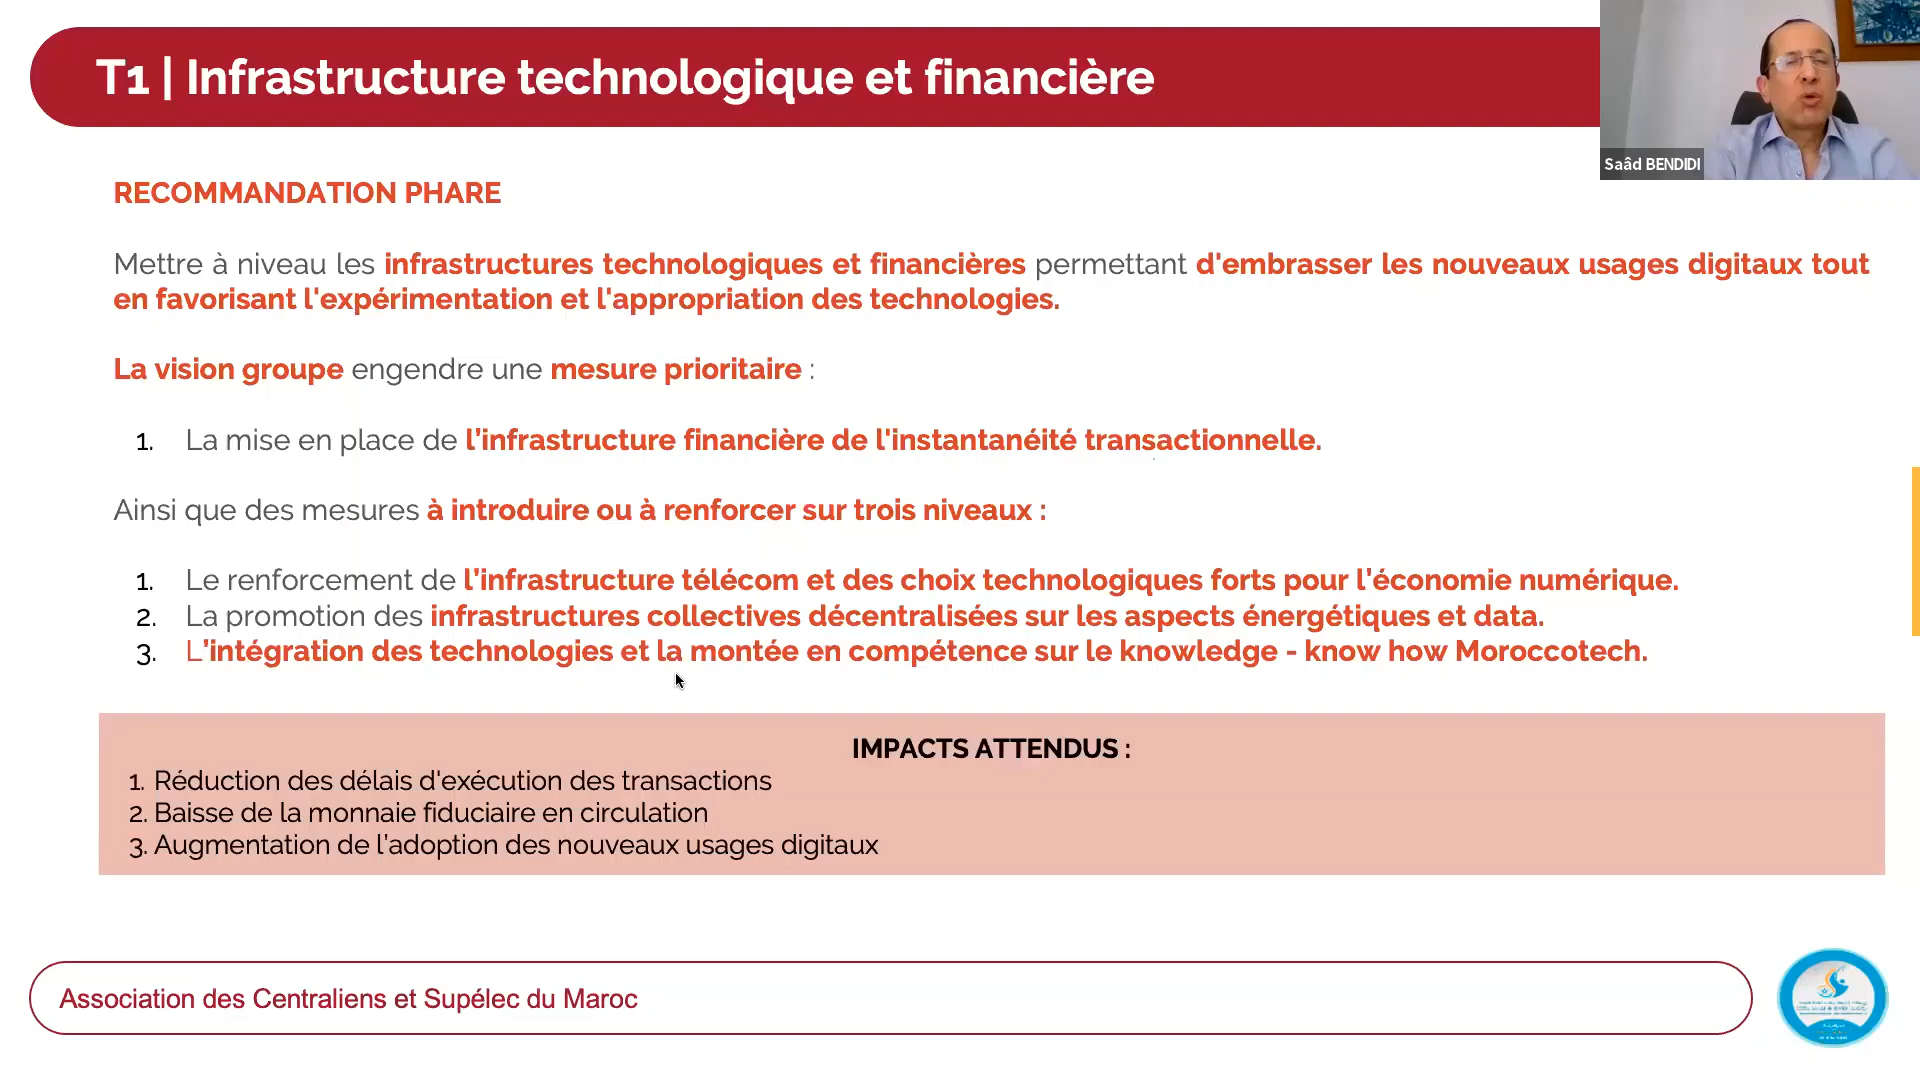 T1 | Infrastructure technologique et financière
Saâd BENDIDI
RECOMMANDATION PHARE
Mettre à niveau les infrastructures technologiques et financières permettant d'embrasser les nouveaux usages digitaux tout
en favorisant l'expérimentation et l'appropriation des technologies.
La vision groupe engendre une mesure prioritaire :
1. La mise en place de l’infrastructure financière de l'instantanéité transactionnelle.
Ainsi que des mesures à introduire ou à renforcer sur trois niveaux :
1. Le renforcement de l’infrastructure télécom et des choix technologiques forts pour l’économie numérique.
2. La promotion des infrastructures collectives décentralisées sur les aspects énergétiques et data.
3. L’intégration des technologies et la montée en compétence sur le knowledge - know how Moroccotech.
IMPACTS ATTENDUS :
1. Réduction des délais d'exécution des transactions
2. Baisse de la monnaie fiduciaire en circulation
3. Augmentation de l’adoption des nouveaux usages digitaux
Association des Centraliens et Supélec du Maroc